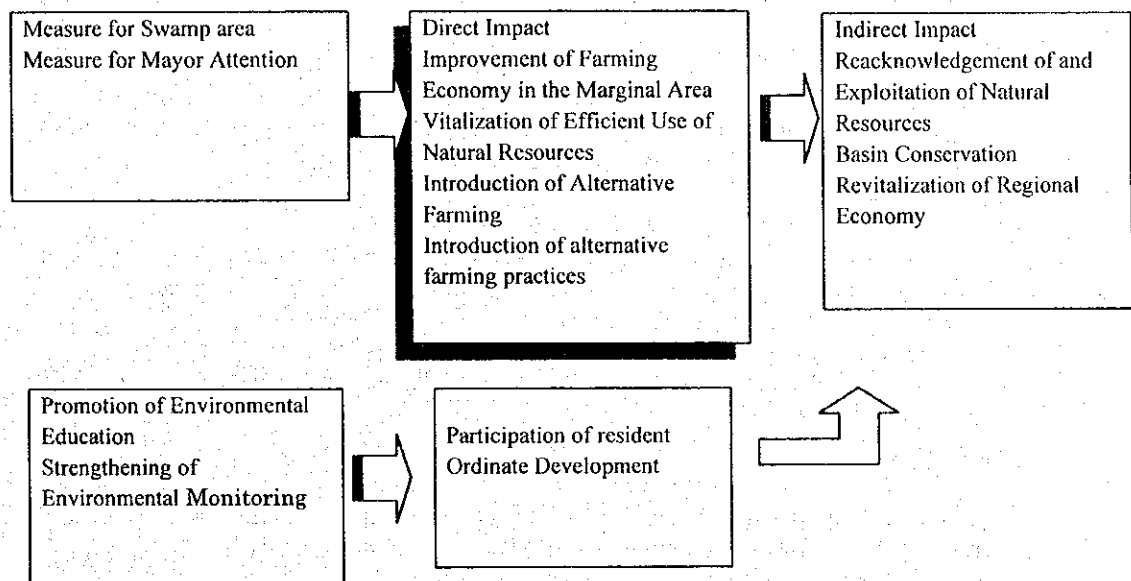 Measure for Swamp area
Measure for Mayor Attention
Direct Impact
Improvement of Farming
Economy in the Marginal Area
Vitalization of Efficient Use of
Natural Resources
Introduction of Alternative
Farming
Introduction of alternative
farming practices
Indirect Impact
Reacknowledgement of and
Exploitation of Natural
Resources
Basin Conservation
Revitalization of Regional
Economy
Promotion of Environmental
Education
Strengthening of
Environmental Monitoring
Participation of resident
Ordinate Development